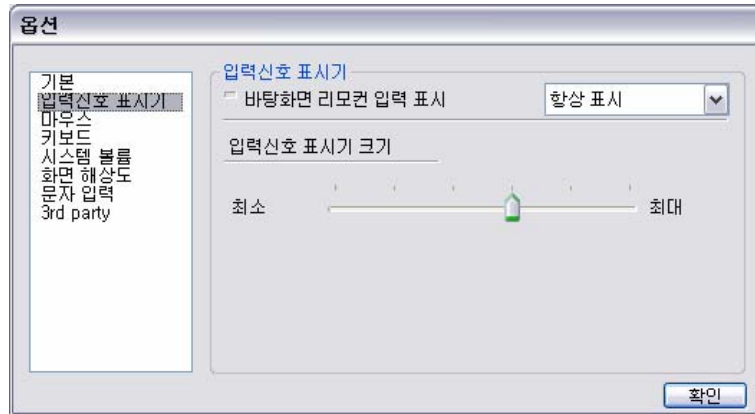 옵션
기본
입력신호 표시기
마우스
키보드
시스템 볼륨
화면 해상도
문자 입력
3rd party
입력신호 표시기
바탕화면 리모컨 입력 표시
항상 표시
입력신호 표시기 크기
최소
최대
확인